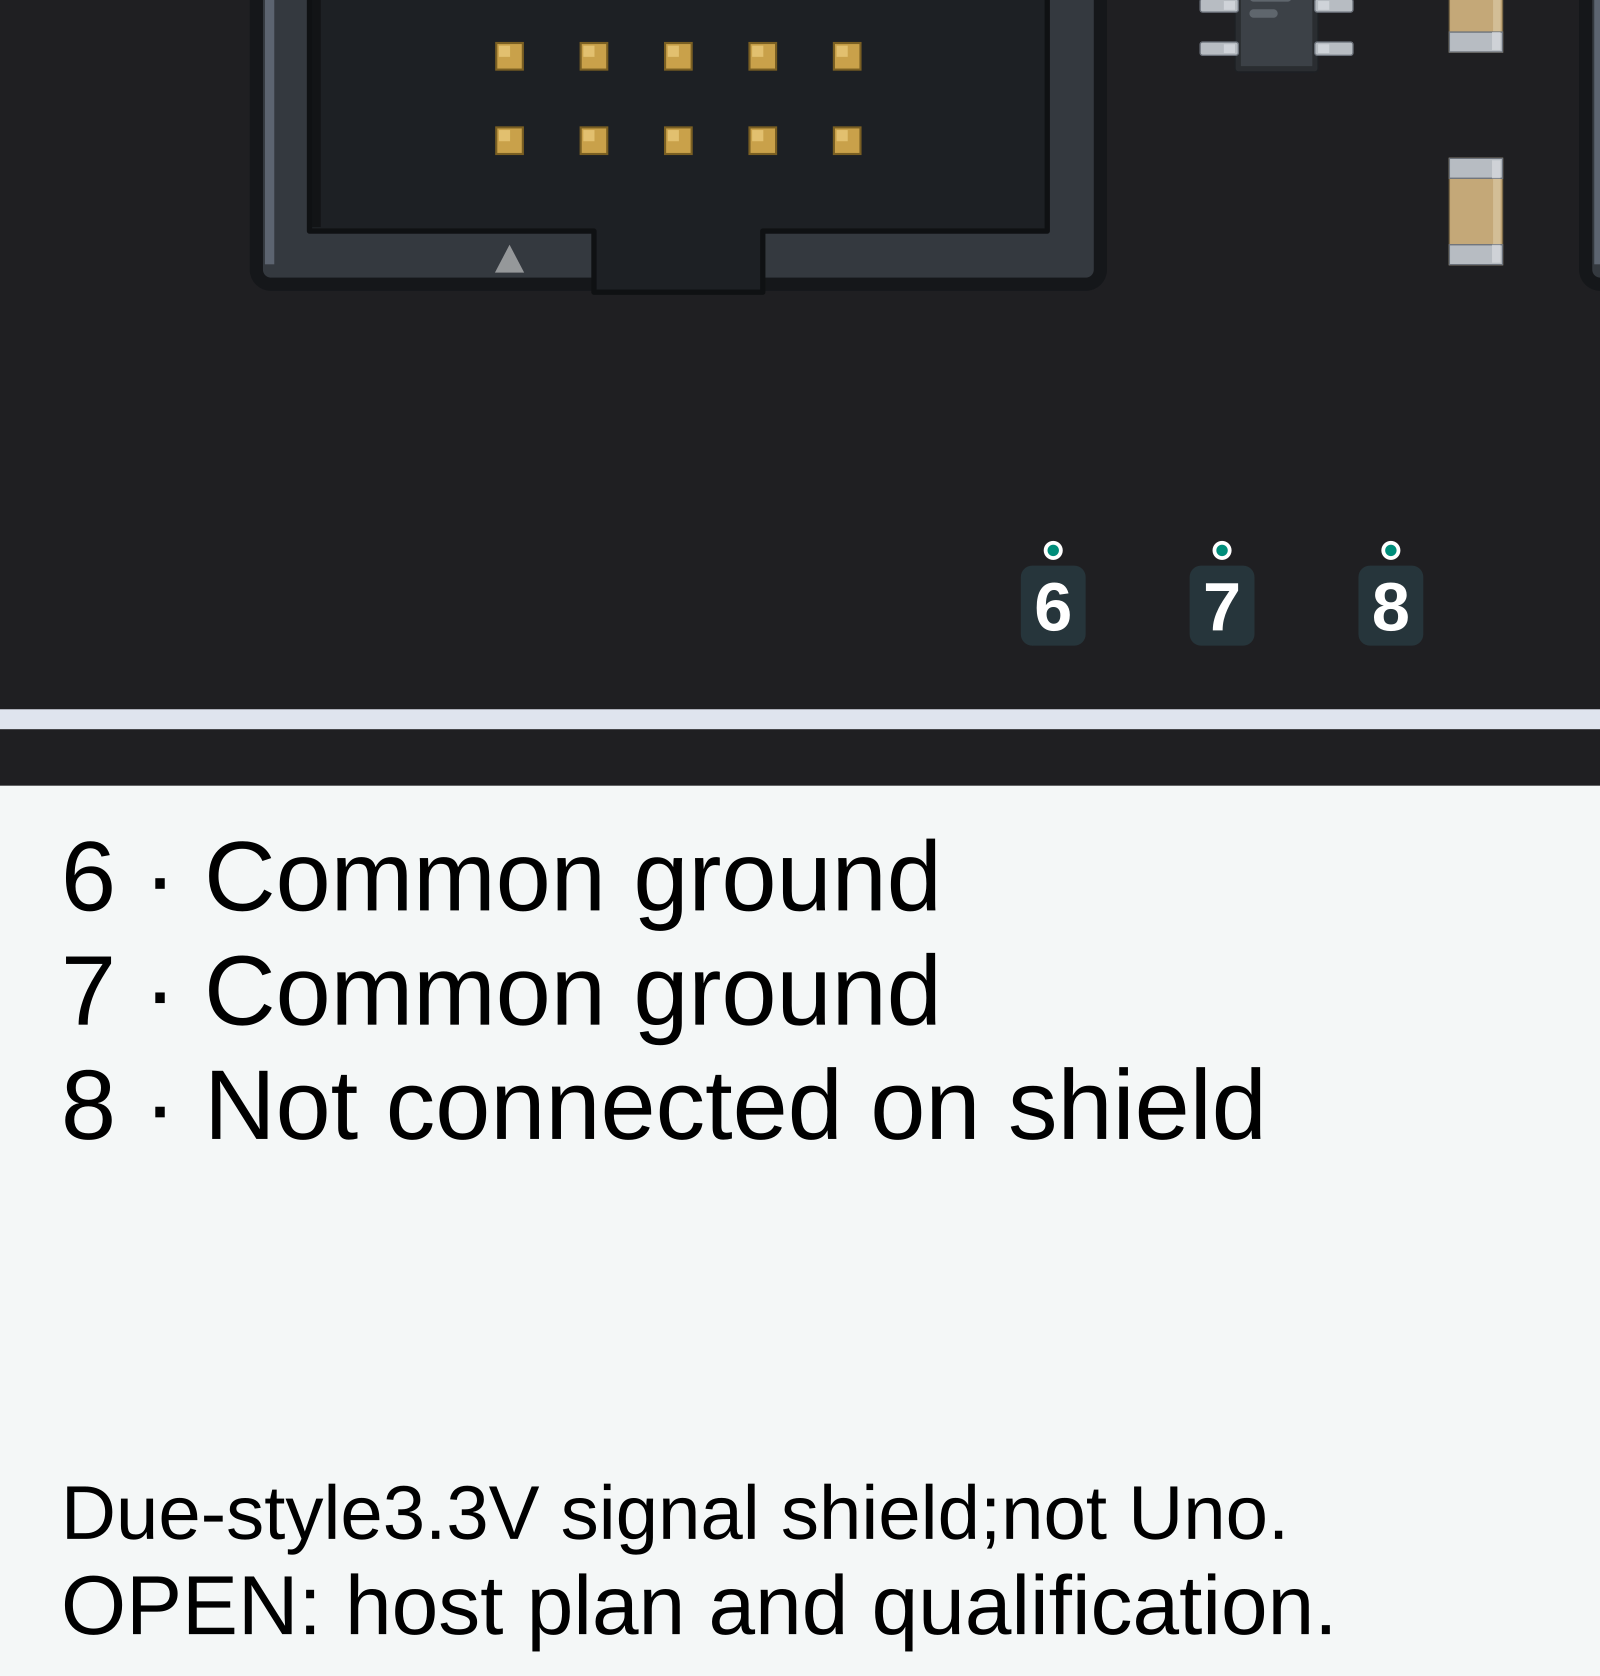 6 7 8
6 · Common ground
7 · Common ground
8 · Not connected on shield
Due-style3.3V signal shield;not Uno.
OPEN: host plan and qualification.